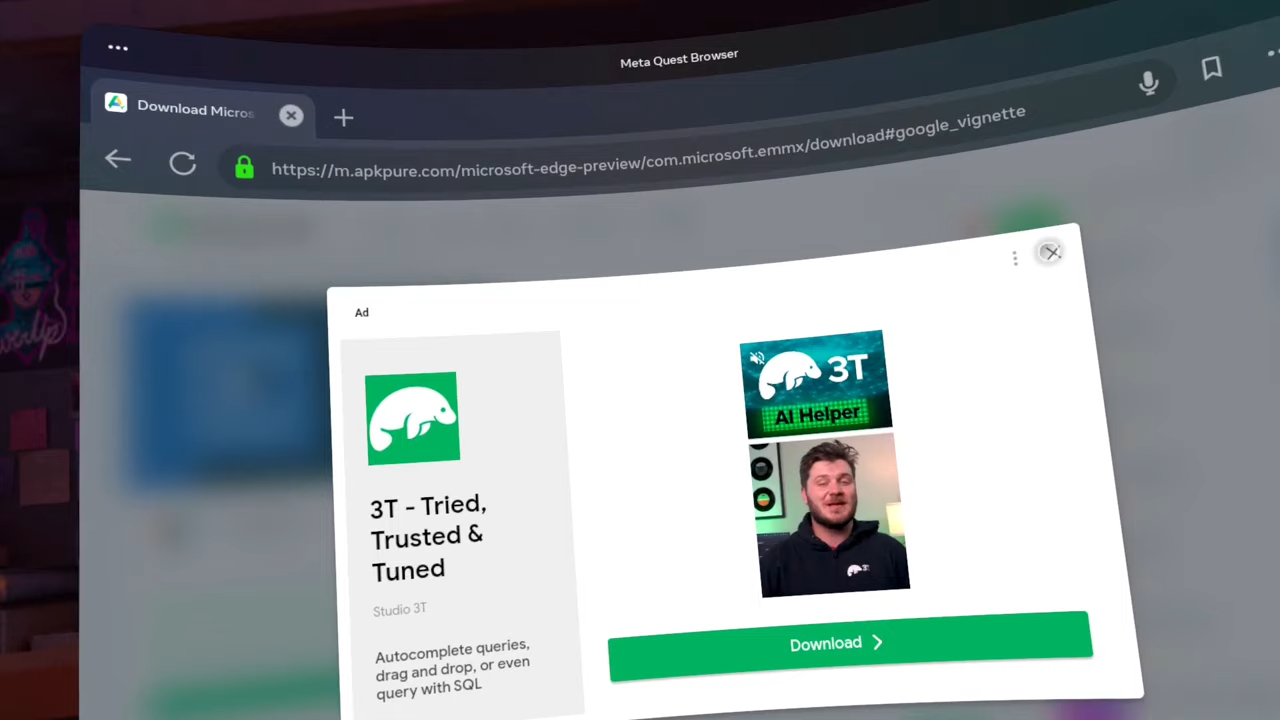 Meta Quest Browser
Download Micros
https://m.apkpure.com/microsoft-edge-preview/com.microsoft.emmx/download#google_vignette
Ad
3T
AI Helper
3T - Tried,
Trusted &
Tuned
Studio 3T
Autocomplete queries,
drag and drop, or even
query with SQL
Download